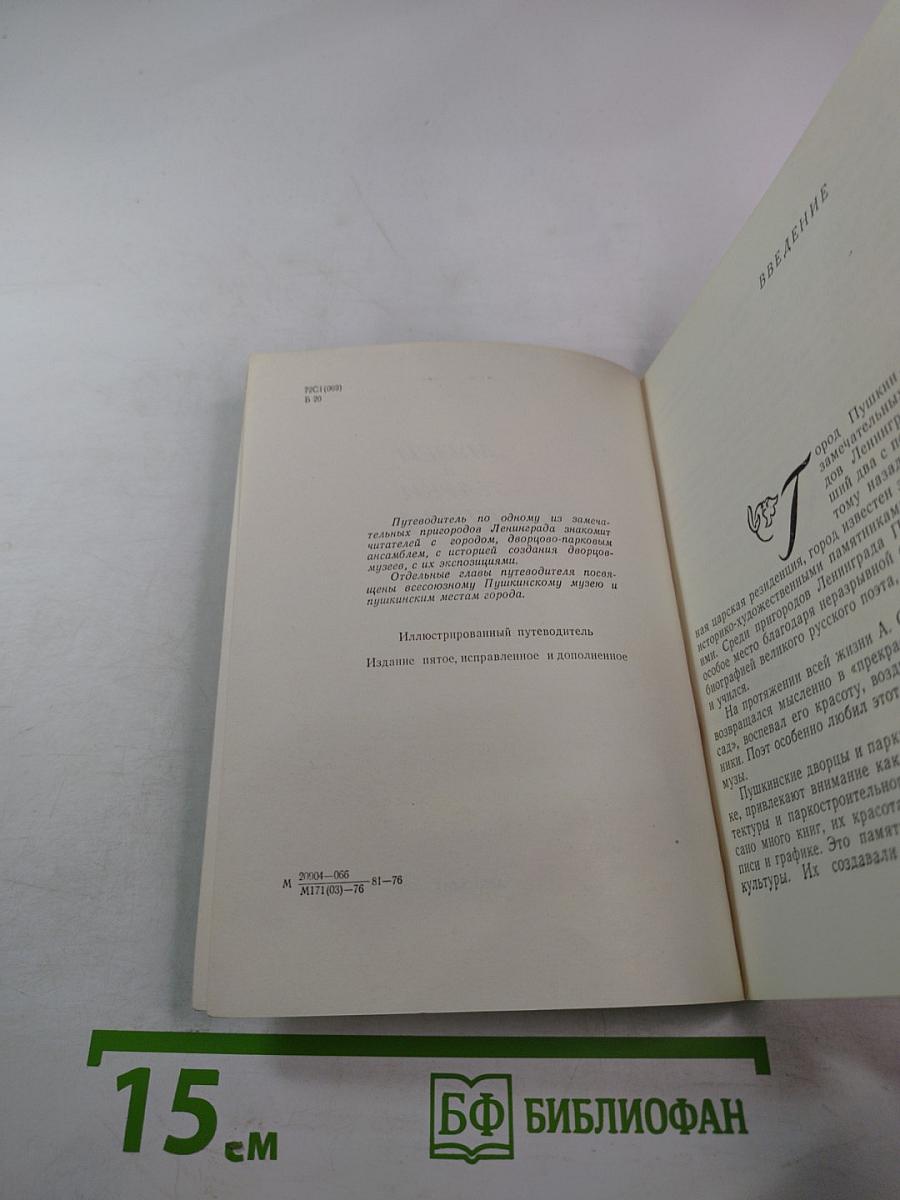 72С1(069)
Б 20
Путеводитель по одному из замеча-
тельных пригородов Ленинграда знакомит
читателей с городом, дворцово-парковым
ансамблем, с историей создания дворцов-
музеев, с их экспозициями.
Отдельные главы путеводителя посвя-
щены всесоюзному Пушкинскому музею и
пушкинским местам города.
Иллюстрированный путеводитель
Издание пятое, исправленное и дополненное
М 20904—066
М171(03)—76 81—76
ВВЕДЕНИЕ
Город Пушкин
замечательных
дов Ленингра
ший два с по
тому назад
ная царская резиденция, город известен
историко-художественными памятниками
ями. Среди пригородов Ленинграда П
особое место благодаря неразрывной
биографией великого русского поэта,
и учился.
На протяжении всей жизни А. С
возвращался мысленно в «прекра
сад», воспевал его красоту, возд
ники. Поэт особенно любил этот
музы.
Пушкинские дворцы и парк
ке, привлекают внимание как
тектуры и паркостроительно
сано много книг, их красота
писи и графике. Это памят
культуры. Их создавали
15 см
БФ БИБЛИОФАН